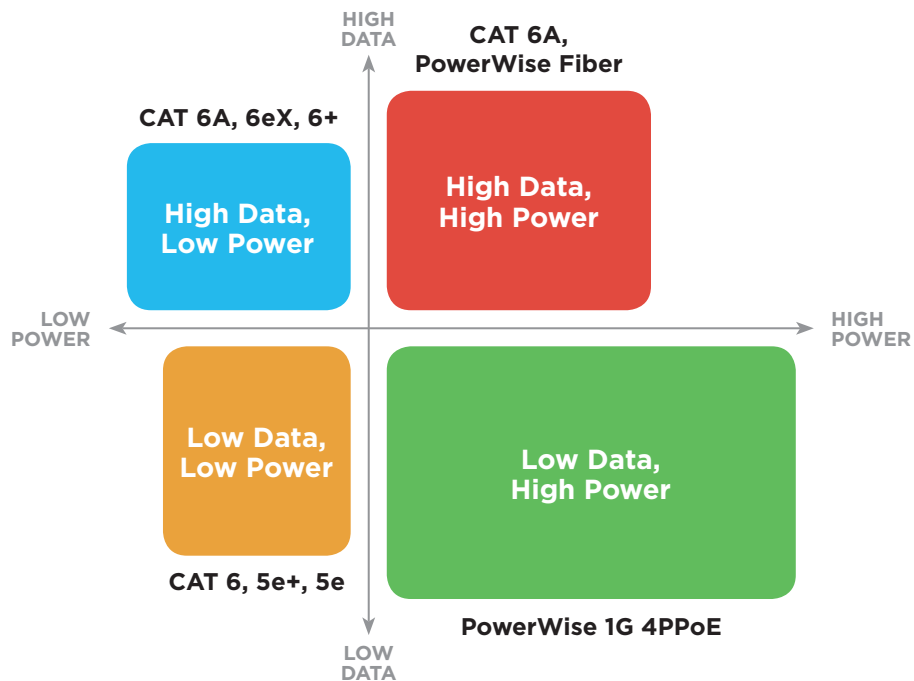 HIGH
DATA
CAT 6A,
PowerWise Fiber
CAT 6A, 6eX, 6+
High Data,
High Power
High Data,
Low Power
LOW
POWER
HIGH
POWER
Low Data,
Low Power
Low Data,
High Power
CAT 6, 5e+, 5e
PowerWise 1G 4PPoE
LOW
DATA